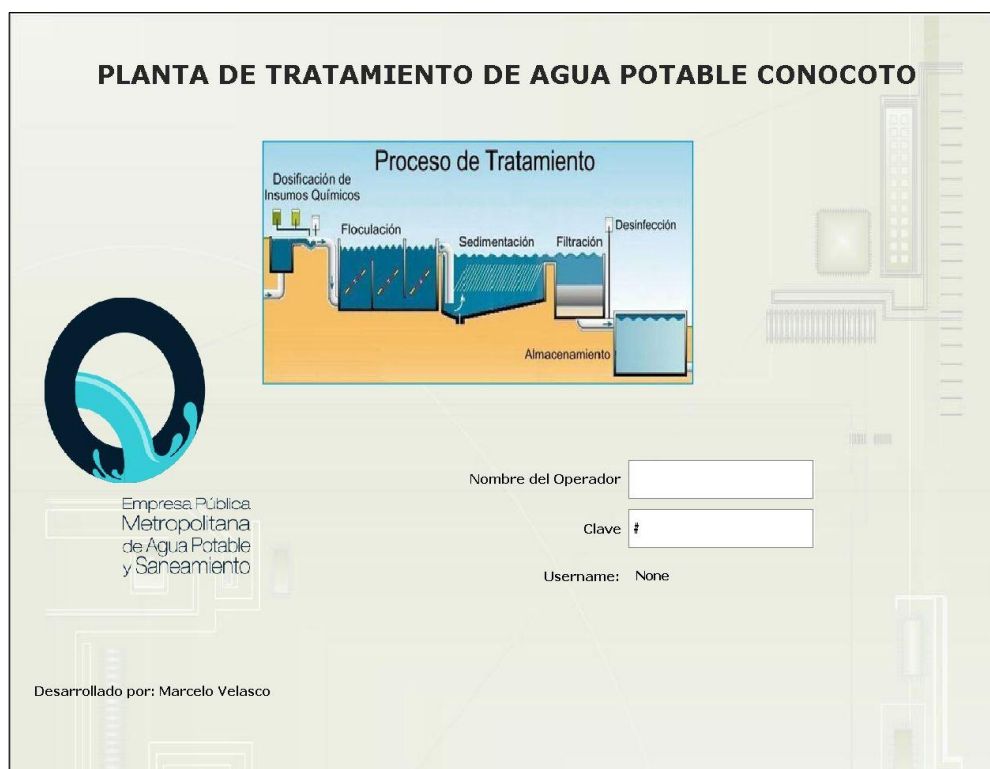 PLANTA DE TRATAMIENTO DE AGUA POTABLE CONOCOTO
Proceso de Tratamiento
Dosificación de
Insumos Químicos
Floculación
Sedimentación
Filtración
Desinfección
Almacenamiento
Empresa Pública
Metropolitana
de Agua Potable
y Saneamiento
Nombre del Operador
Clave #
Username: None
Desarrollado por: Marcelo Velasco